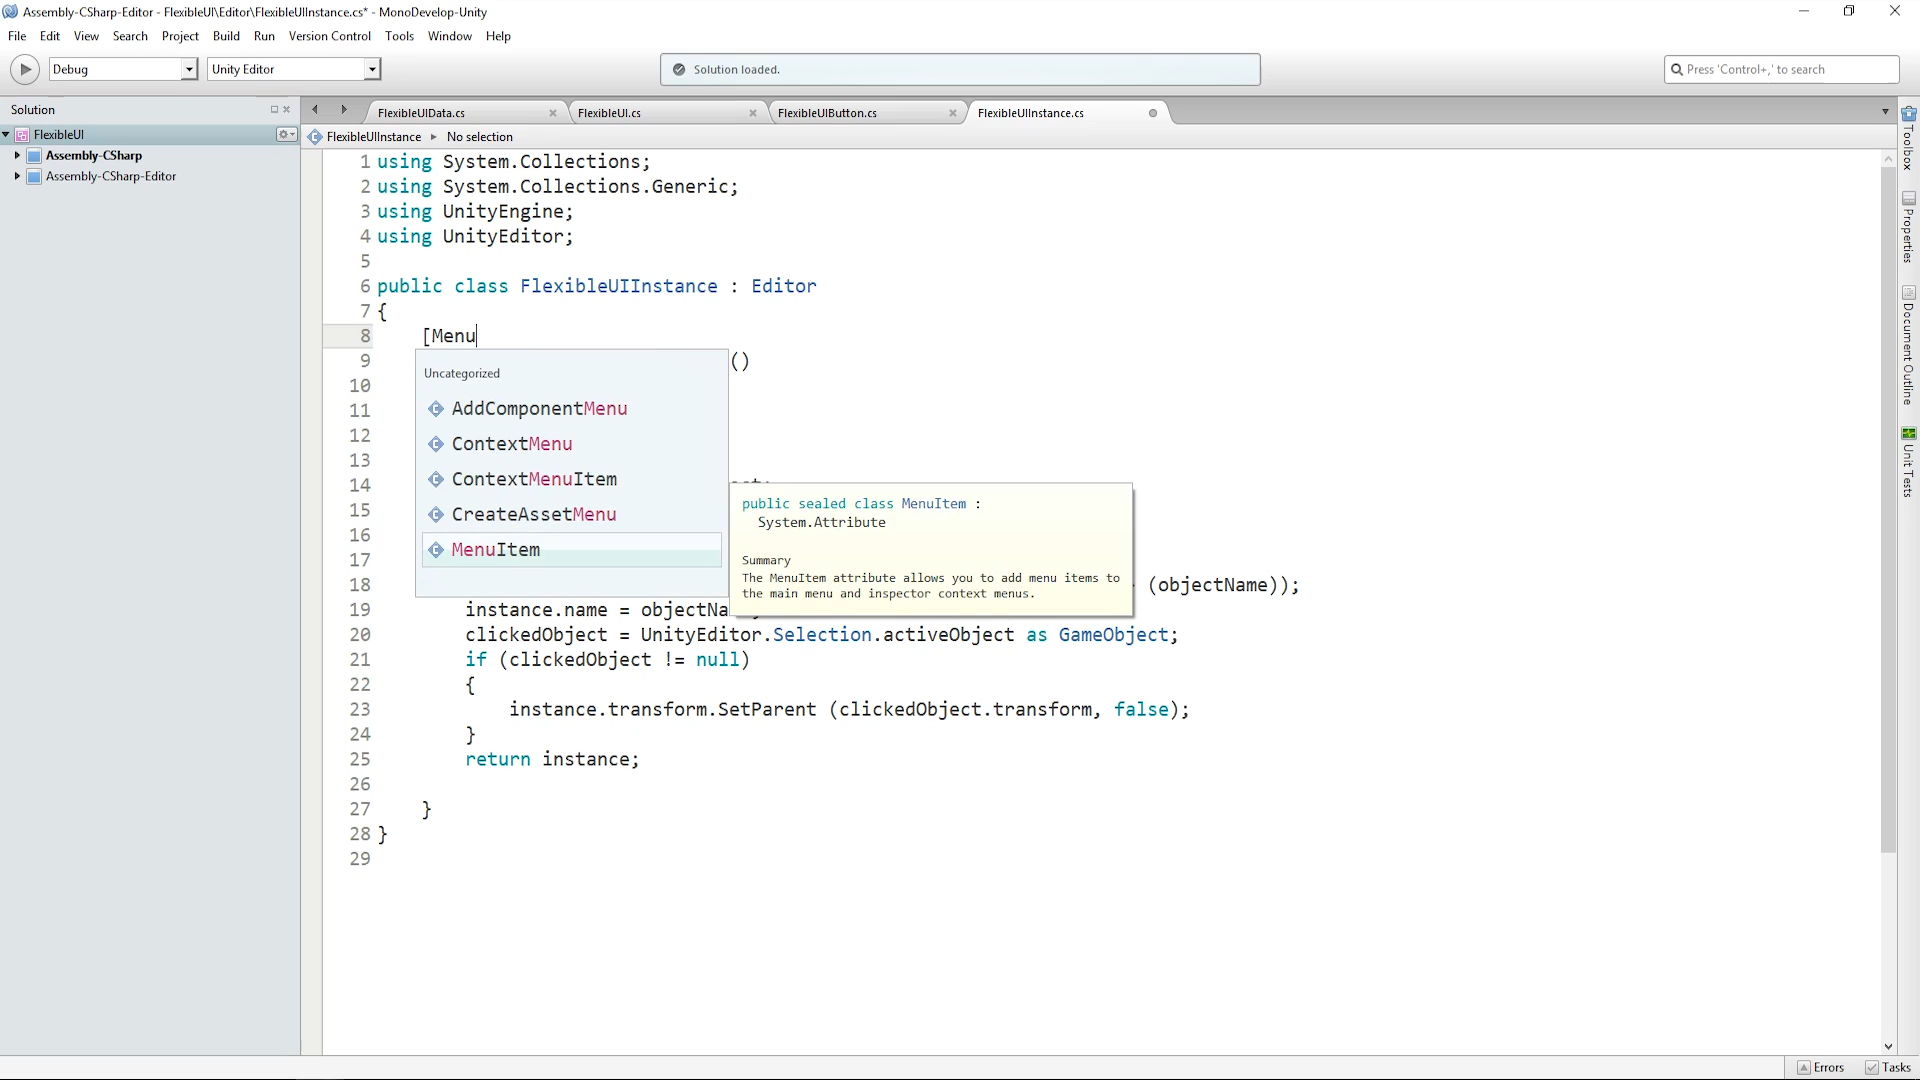 Assembly-CSharp-Editor - FlexibleUI\Editor\FlexibleUIInstance.cs* - MonoDevelop-Unity
File Edit View Search Project Build Run Version Control Tools Window Help
Debug Unity Editor Solution loaded. Press 'Control+,' to search
Solution
FlexibleUIData.cs FlexibleUI.cs FlexibleUIButton.cs FlexibleUIInstance.cs
FlexibleUI
FlexibleUIInstance No selection
Assembly-CSharp
Assembly-CSharp-Editor
1 using System.Collections;
2 using System.Collections.Generic;
3 using UnityEngine;
4 using UnityEditor;
5
6 public class FlexibleUIInstance : Editor
7 {
8 [Menu
9 ()
10
11
12
13
14
15
16
17
18 (objectName));
19 instance.name = objectNa
20 clickedObject = UnityEditor.Selection.activeObject as GameObject;
21 if (clickedObject != null)
22 {
23 instance.transform.SetParent (clickedObject.transform, false);
24 }
25 return instance;
26
27 }
28 }
29
Uncategorized
AddComponentMenu
ContextMenu
ContextMenuItem
CreateAssetMenu
MenuItem
public sealed class MenuItem :
System.Attribute
Summary
The MenuItem attribute allows you to add menu items to
the main menu and inspector context menus.
Toolbox
Properties
Document Outline
Unit Tests
Errors Tasks